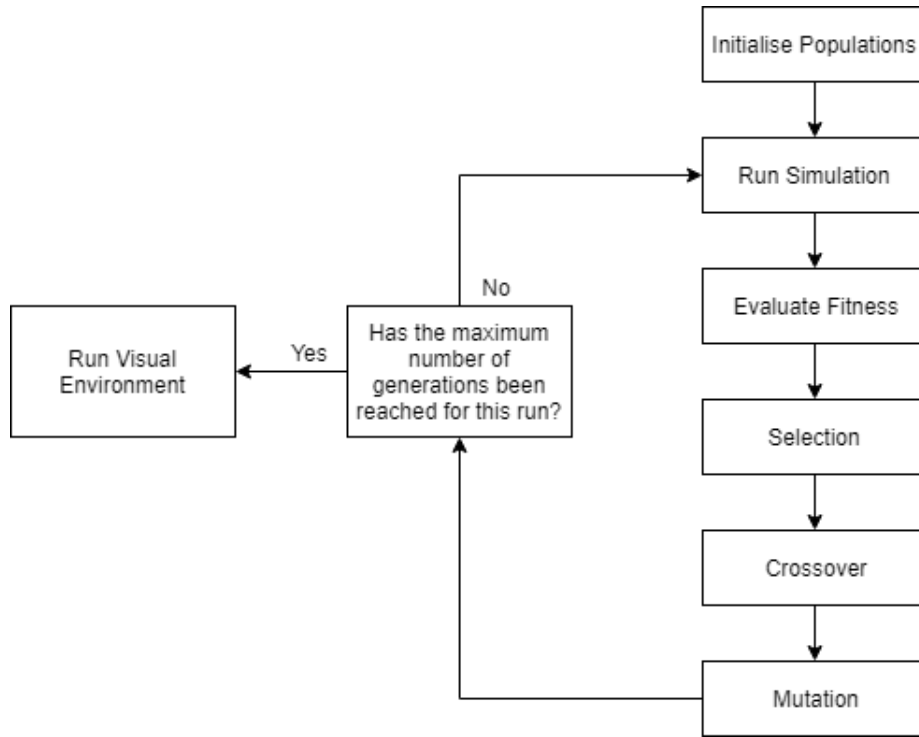 Initialise Populations
Run Simulation
No
Evaluate Fitness
Has the maximum
number of
generations been
reached for this run?
Yes
Run Visual
Environment
Selection
Crossover
Mutation